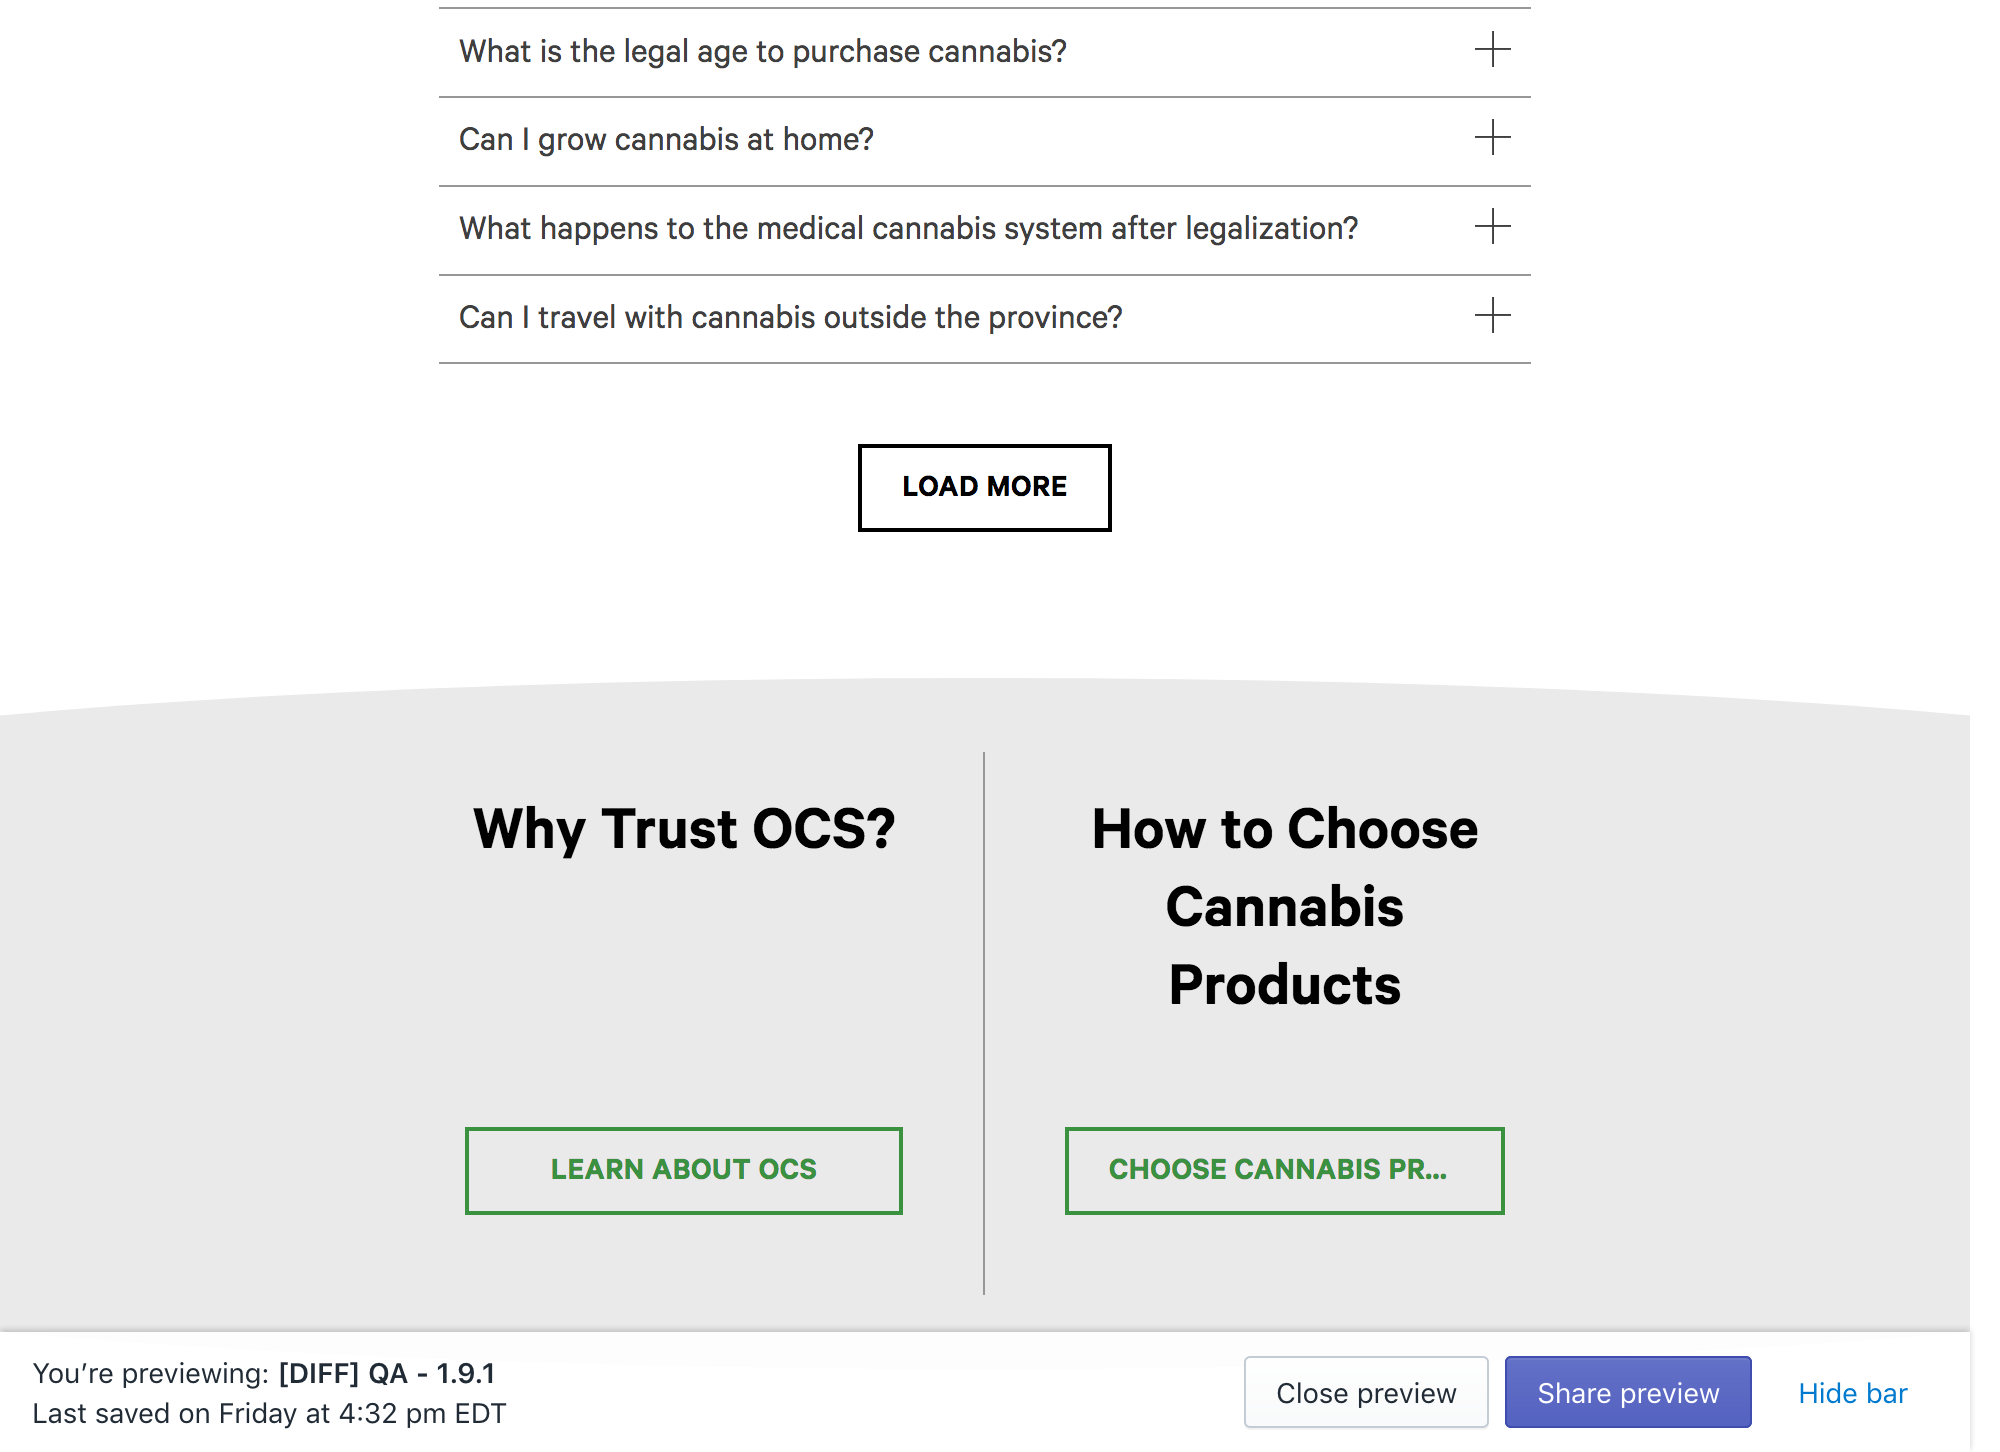 What is the legal age to purchase cannabis?
Can I grow cannabis at home?
What happens to the medical cannabis system after legalization?
Can I travel with cannabis outside the province?
LOAD MORE
Why Trust OCS?
LEARN ABOUT OCS
How to Choose
Cannabis
Products
CHOOSE CANNABIS PR...
You're previewing: [DIFF] QA - 1.9.1
Last saved on Friday at 4:32 pm EDT
Close preview
Share preview
Hide bar